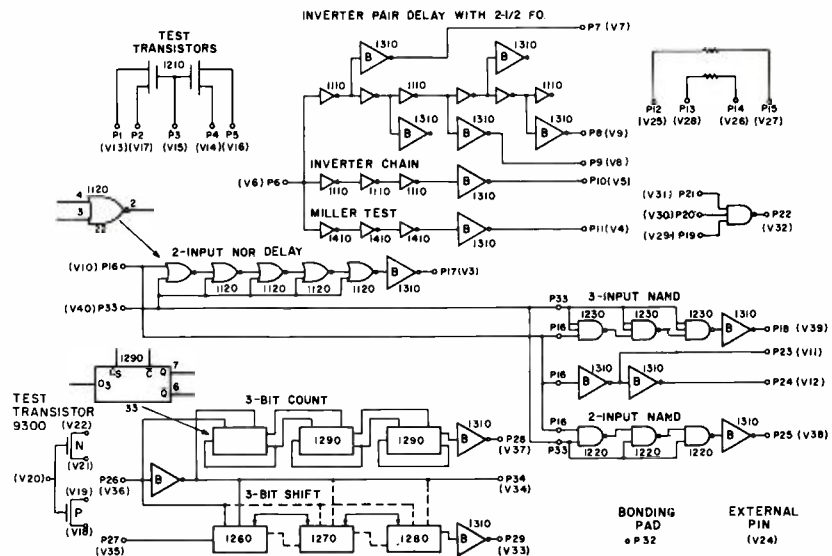 INVERTER PAIR DELAY WITH 2-1/2 FO.
TEST
TRANSISTORS
1210
P1 P2 P3 P4 P5
(V13) (V17) (V15) (V14) (V16)
1310
B
P7 (V7)
1310
B
1110 1110 1110
1310
B
1310
B
1310
B
P8 (V9)
P9 (V8)
P12 P13 P14 P15
(V25) (V28) (V26) (V27)
INVERTER CHAIN
(V6) P6
1110 1110 1110
B
1310
P10 (V5)
MILLER TEST
1410 1410 1410
B
1310
P11 (V4)
(V31) P21
(V30) P20
(V29) P19
P22
(V32)
1120
4
3
2
22
2-INPUT NOR DELAY
(V10) P16
1120 1120 1120 1120
B
1310
P17 (V3)
(V40) P33
P33
3-INPUT NAND
1230 1230 1230 1310
P16
B
P18 (V39)
P23
(V11)
P16
B
B
P24 (V12)
P16
2-INPUT NAND
1310
P33
1220 1220 1220
B
P25 (V38)
1290
7
S C Q
O3
Q
6
33
TEST
TRANSISTOR
9300
(V22)
N
(V21)
(V20)
(V19)
P
(V18)
3-BIT COUNT
1290 1290
1310
B
P28
(V37)
P26
(V36)
B
P34
(V34)
3-BIT SHIFT
P27
(V35)
1260 1270 1280
1310
B
P29
(V33)
BONDING
PAD
P32
EXTERNAL
PIN
(V24)